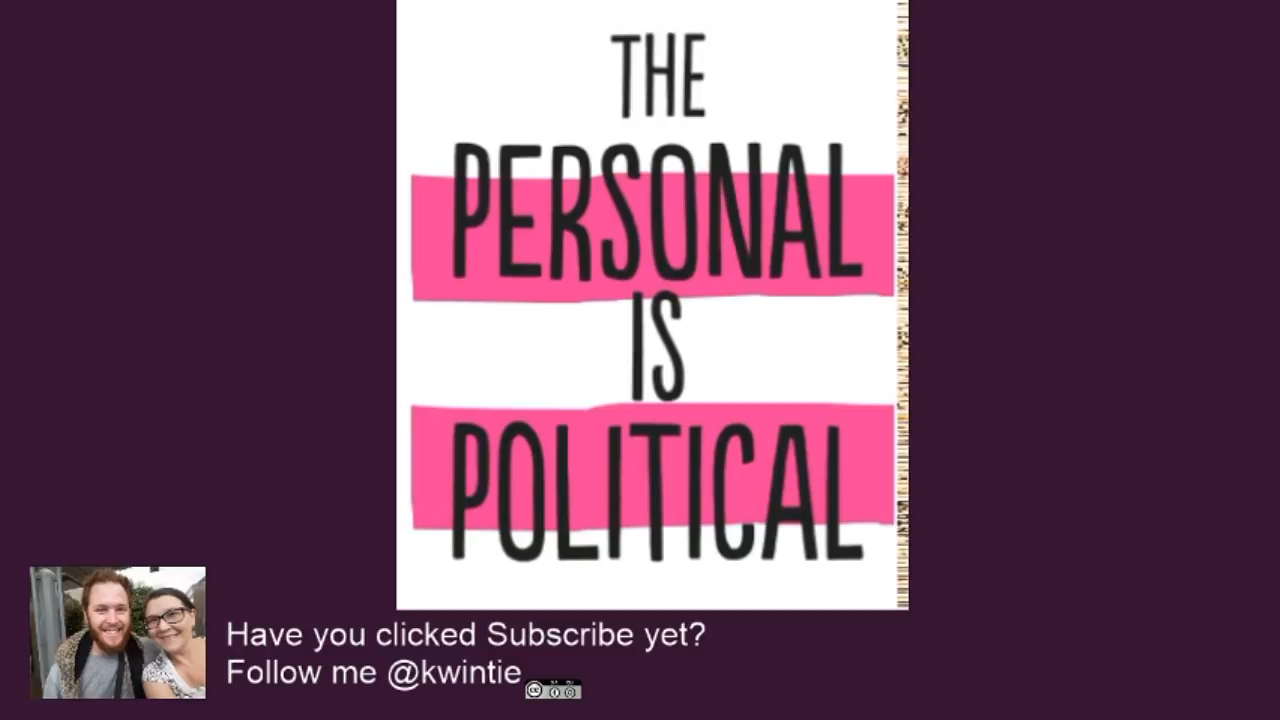 THE
PERSONAL
IS
POLITICAL
Have you clicked Subscribe yet?
Follow me @kwintie